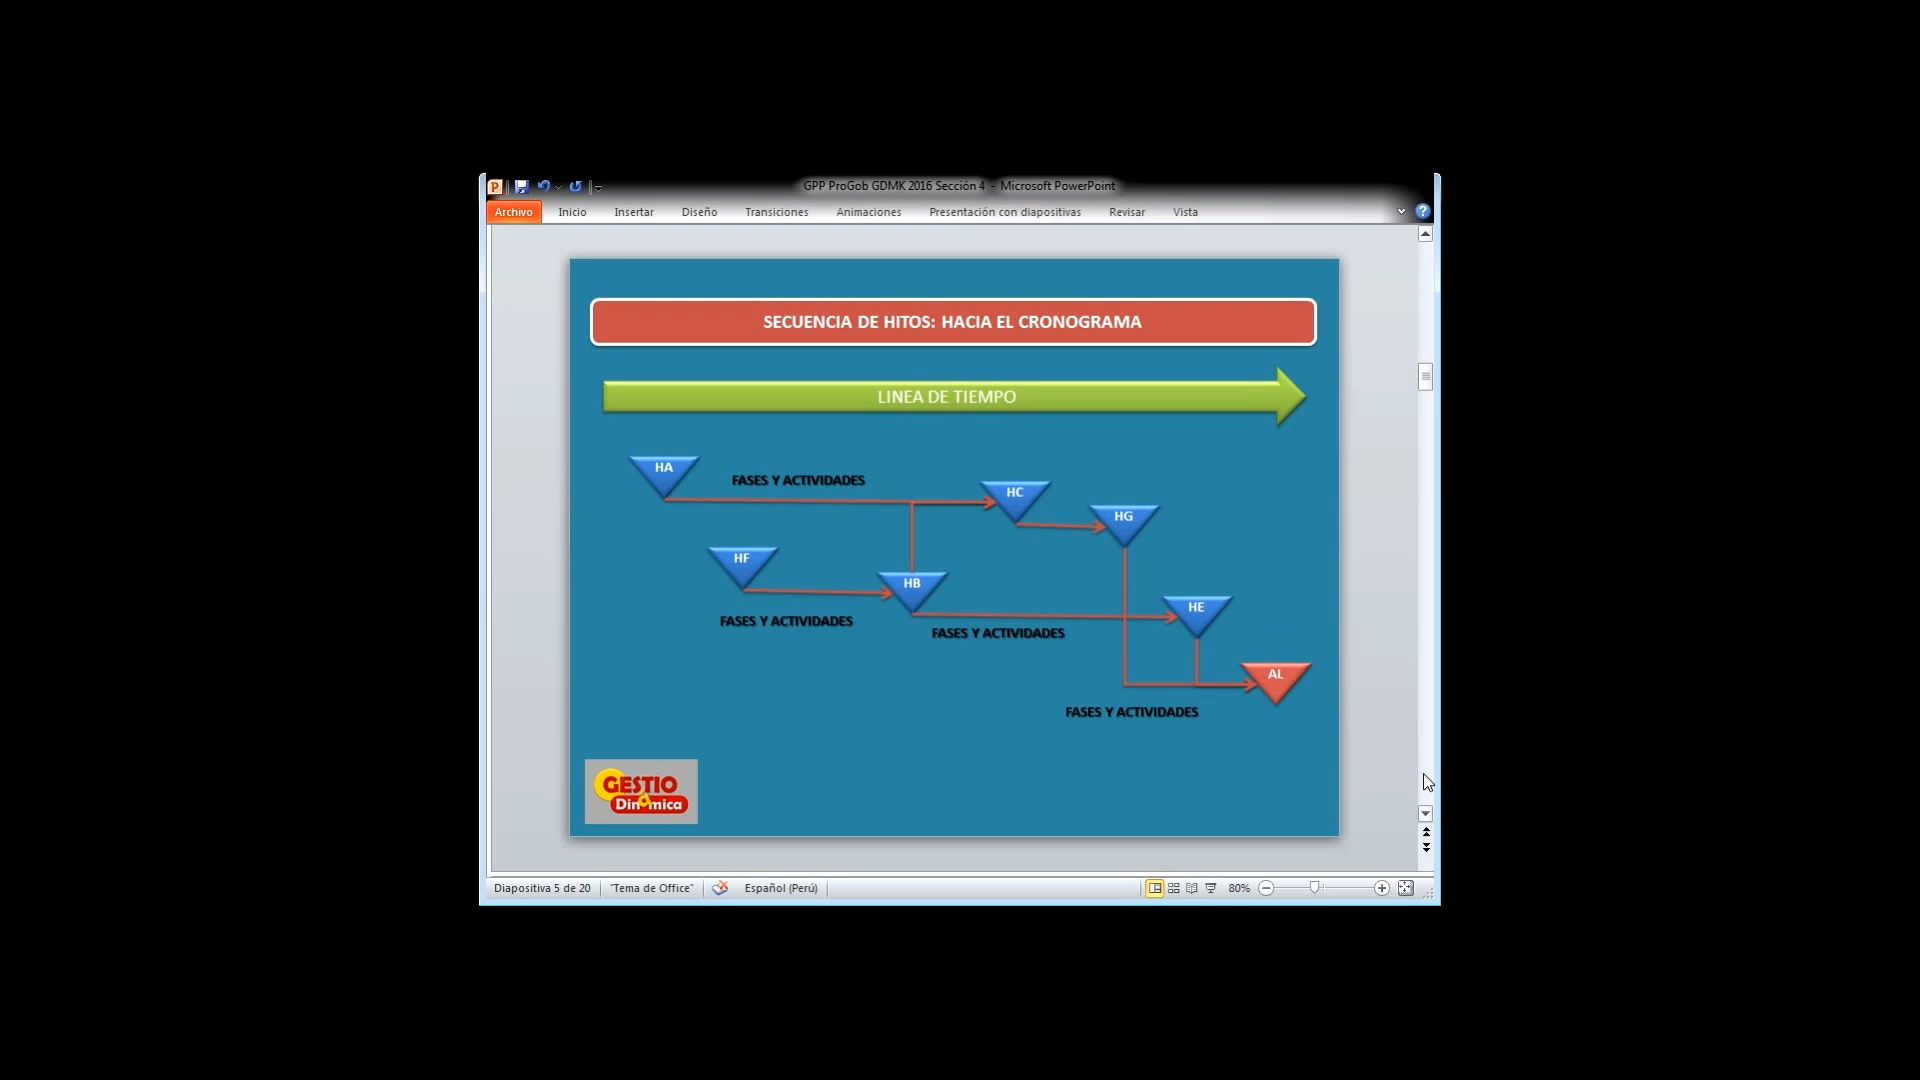 GPP ProGob GDMK 2016 Sección 4 - Microsoft PowerPoint
Archivo Inicio Insertar Diseño Transiciones Animaciones Presentación con diapositivas Revisar Vista
SECUENCIA DE HITOS: HACIA EL CRONOGRAMA
LINEA DE TIEMPO
HA
FASES Y ACTIVIDADES
HC
HG
HF
HB
HE
FASES Y ACTIVIDADES
FASES Y ACTIVIDADES
AL
FASES Y ACTIVIDADES
GESTIO
Dinámica
Diapositiva 5 de 20 "Tema de Office" Español (Perú) 80%